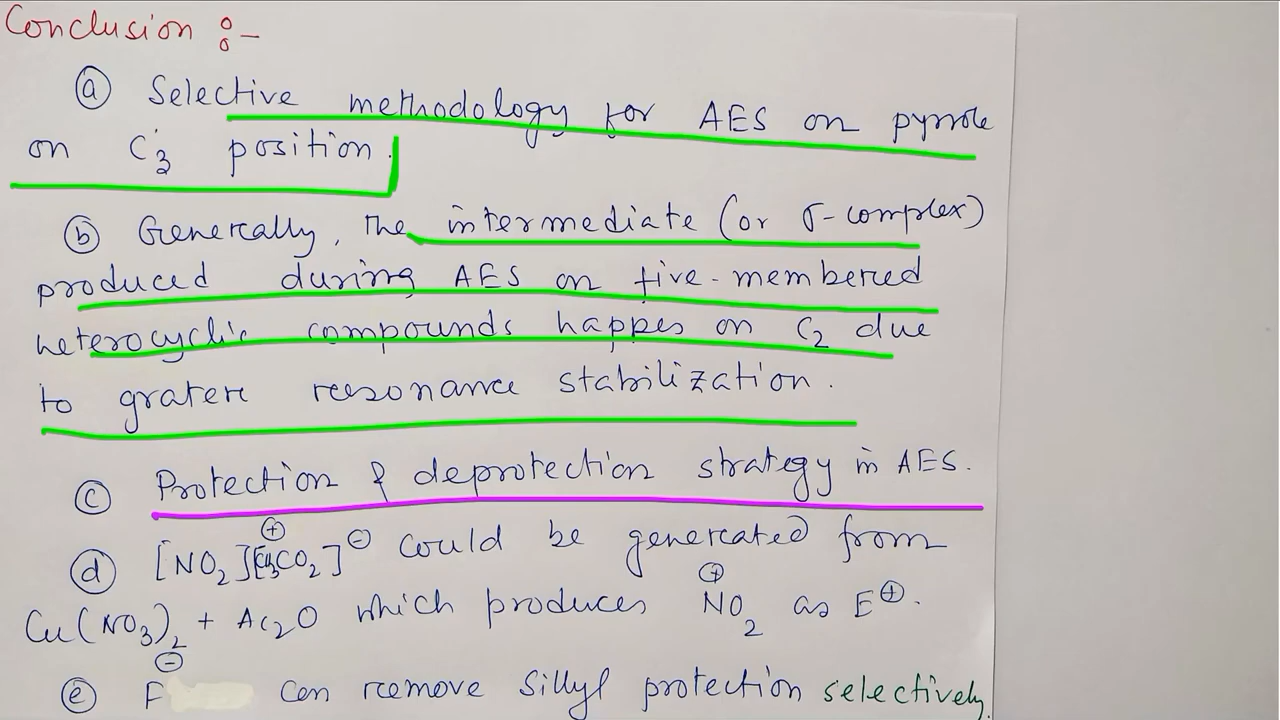 Conclusion :-
(a) Selective methodology for AES on pyrrole
on C3 position.
(b) Generally, the intermediate (or σ-complex)
produced during AES on five-membered
heterocyclic compounds happes on C2 due
to grater resonance stabilization.
(c) Protection & deprotection strategy in AES.
(d) [NO2]⊕[CH3CO2]⊖ could be generated from
Cu(NO3)2 + Ac2O which produces ⊕NO2 as E⊕.
(e) F⊖ can remove Sillyl protection selectively.